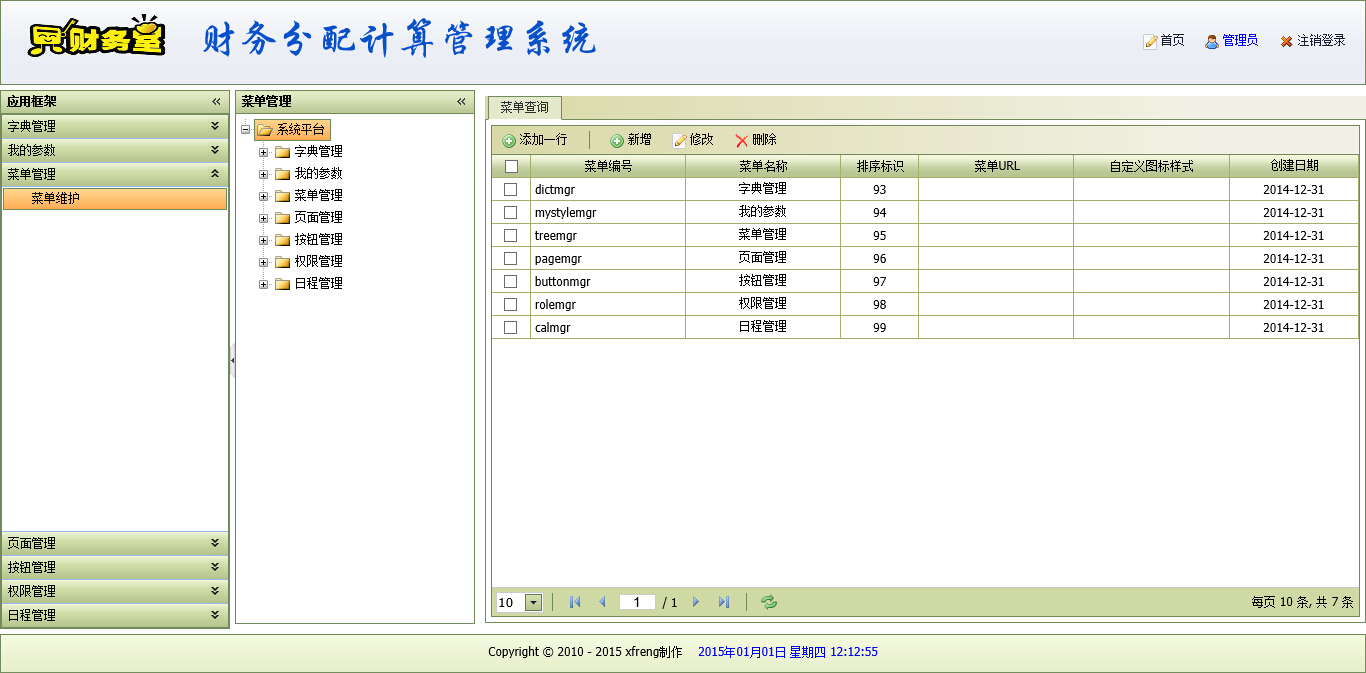 贝财务堂 财务分配计算管理系统
首页 管理员 注销登录
应用框架
字典管理
我的参数
菜单管理
菜单维护
页面管理
按钮管理
权限管理
日程管理
菜单管理
系统平台
字典管理
我的参数
菜单管理
页面管理
按钮管理
权限管理
日程管理
菜单查询
添加一行 新增 修改 删除
菜单编号 菜单名称 排序标识 菜单URL 自定义图标样式 创建日期
dictmgr 字典管理 93 2014-12-31
mystylemgr 我的参数 94 2014-12-31
treemgr 菜单管理 95 2014-12-31
pagemgr 页面管理 96 2014-12-31
buttonmgr 按钮管理 97 2014-12-31
rolemgr 权限管理 98 2014-12-31
calmgr 日程管理 99 2014-12-31
10 1 / 1 每页 10 条, 共 7 条
Copyright © 2010 - 2015 xfreng制作 2015年01月01日 星期四 12:12:55